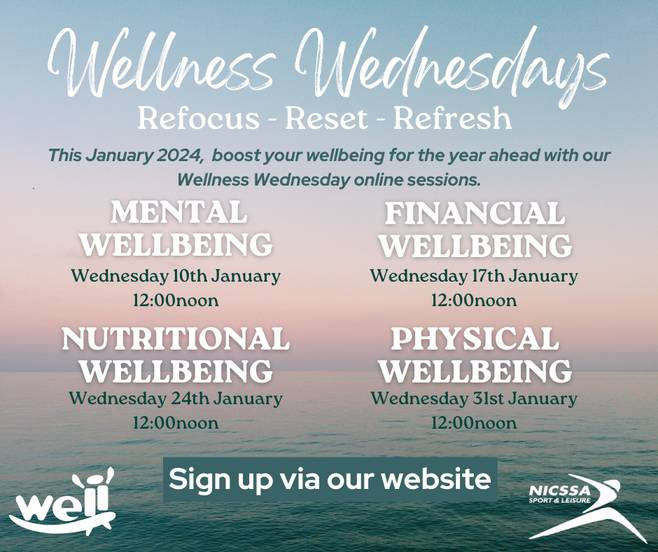 Wellness Wednesdays
Refocus - Reset - Refresh
This January 2024, boost your wellbeing for the year ahead with our
Wellness Wednesday online sessions.
MENTAL
WELLBEING
Wednesday 10th January
12:00noon
FINANCIAL
WELLBEING
Wednesday 17th January
12:00noon
NUTRITIONAL
WELLBEING
Wednesday 24th January
12:00noon
PHYSICAL
WELLBEING
Wednesday 31st January
12:00noon
Sign up via our website
well
NICSSA
SPORT & LEISURE